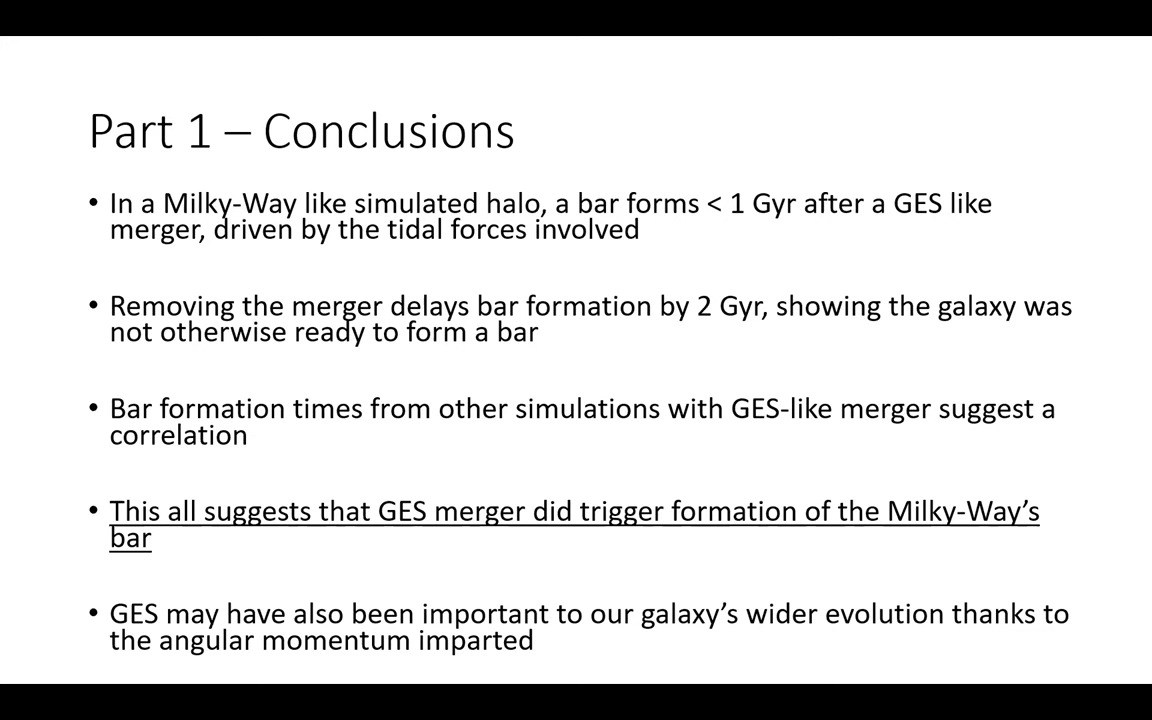 Part 1 – Conclusions
• In a Milky-Way like simulated halo, a bar forms < 1 Gyr after a GES like
merger, driven by the tidal forces involved
• Removing the merger delays bar formation by 2 Gyr, showing the galaxy was
not otherwise ready to form a bar
• Bar formation times from other simulations with GES-like merger suggest a
correlation
• This all suggests that GES merger did trigger formation of the Milky-Way’s
bar
• GES may have also been important to our galaxy’s wider evolution thanks to
the angular momentum imparted